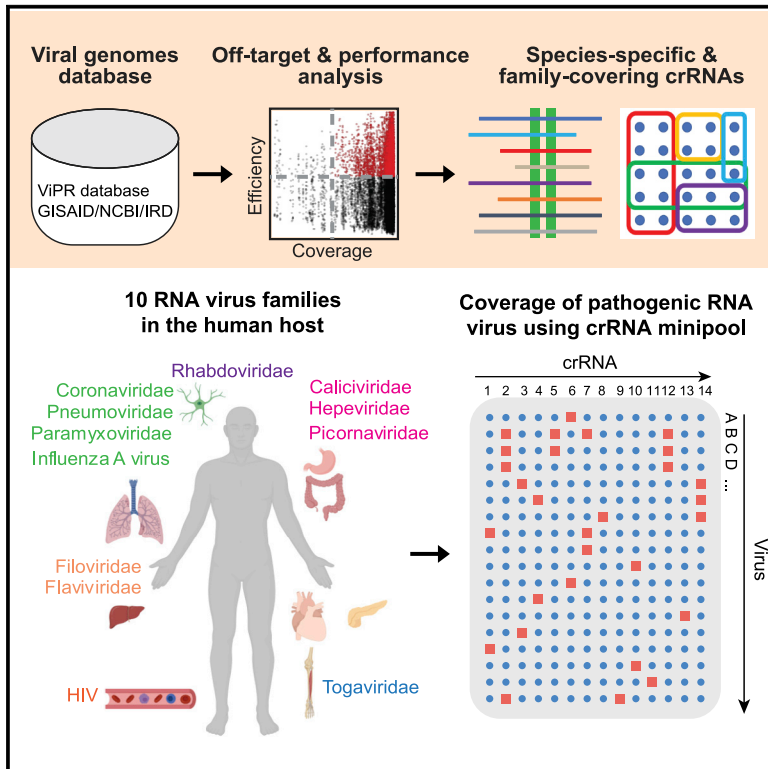 Viral genomes
database
Off-target & performance
analysis
Species-specific &
family-covering crRNAs
ViPR database
GISAID/NCBI/IRD
Efficiency
Coverage
10 RNA virus families
in the human host
Rhabdoviridae
Coronaviridae
Pneumoviridae
Paramyxoviridae
Influenza A virus
Caliciviridae
Hepeviridae
Picornaviridae
Filoviridae
Flaviviridae
HIV
Togaviridae
Coverage of pathogenic RNA
virus using crRNA minipool
crRNA
1 2 3 4 5 6 7 8 9 10 11 12 13 14
A B C D ...
Virus